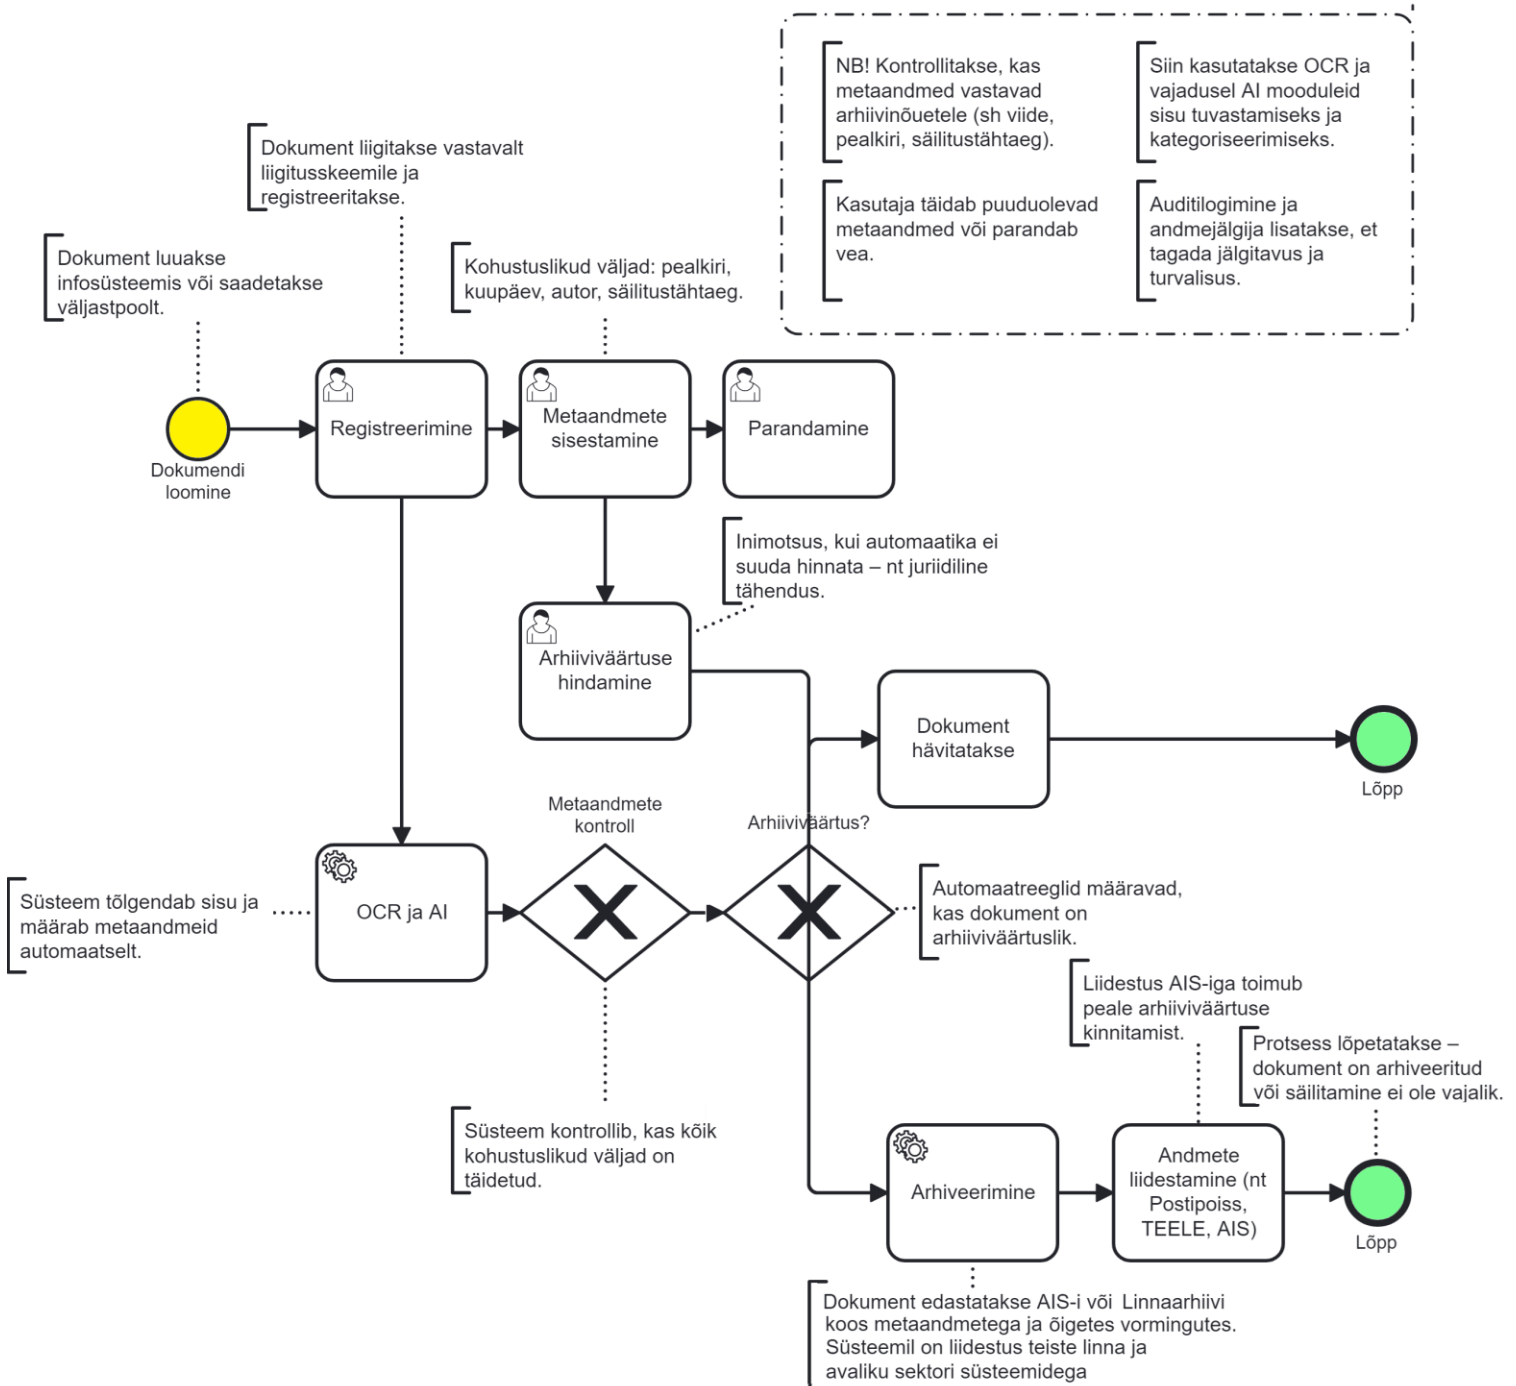 NB! Kontrollitakse, kas
metaandmed vastavad
arhiivinõuetele (sh viide,
pealkiri, säilitustähtaeg).
Siin kasutatakse OCR ja
vajadusel AI mooduleid
sisu tuvastamiseks ja
kategoriseerimiseks.
Kasutaja täidab puuduolevad
metaandmed või parandab
vea.
Auditilogimine ja
andmejälgija lisatakse, et
tagada jälgitavus ja
turvalisus.
Dokument liigitakse vastavalt
liigitusskeemile ja
registreeritakse.
Dokument luuakse
infosüsteemis või saadetakse
väljastpoolt.
Kohustuslikud väljad: pealkiri,
kuupäev, autor, säilitustähtaeg.
Dokumendi
loomine
Registreerimine
Metaandmete
sisestamine
Parandamine
Inimotsus, kui automaatika ei
suuda hinnata – nt juriidiline
tähendus.
Arhiiviväärtuse
hindamine
Dokument
hävitatakse
Lõpp
Metaandmete
kontroll
Arhiiviväärtus?
Süsteem tõlgendab sisu ja
määrab metaandmeid
automaatselt.
OCR ja AI
Automaatreeglid määravad,
kas dokument on
arhiiviväärtuslik.
Liidestus AIS-iga toimub
peale arhiiviväärtuse
kinnitamist.
Protsess lõpetatakse –
dokument on arhiveeritud
või säilitamine ei ole vajalik.
Süsteem kontrollib, kas kõik
kohustuslikud väljad on
täidetud.
Arhiveerimine
Andmete
liidestamine (nt
Postipoiss,
TEELE, AIS)
Lõpp
Dokument edastatakse AIS-i või Linnaarhiivi
koos metaandmetega ja õigetes vormingutes.
Süsteemil on liidestus teiste linna ja
avaliku sektori süsteemidega